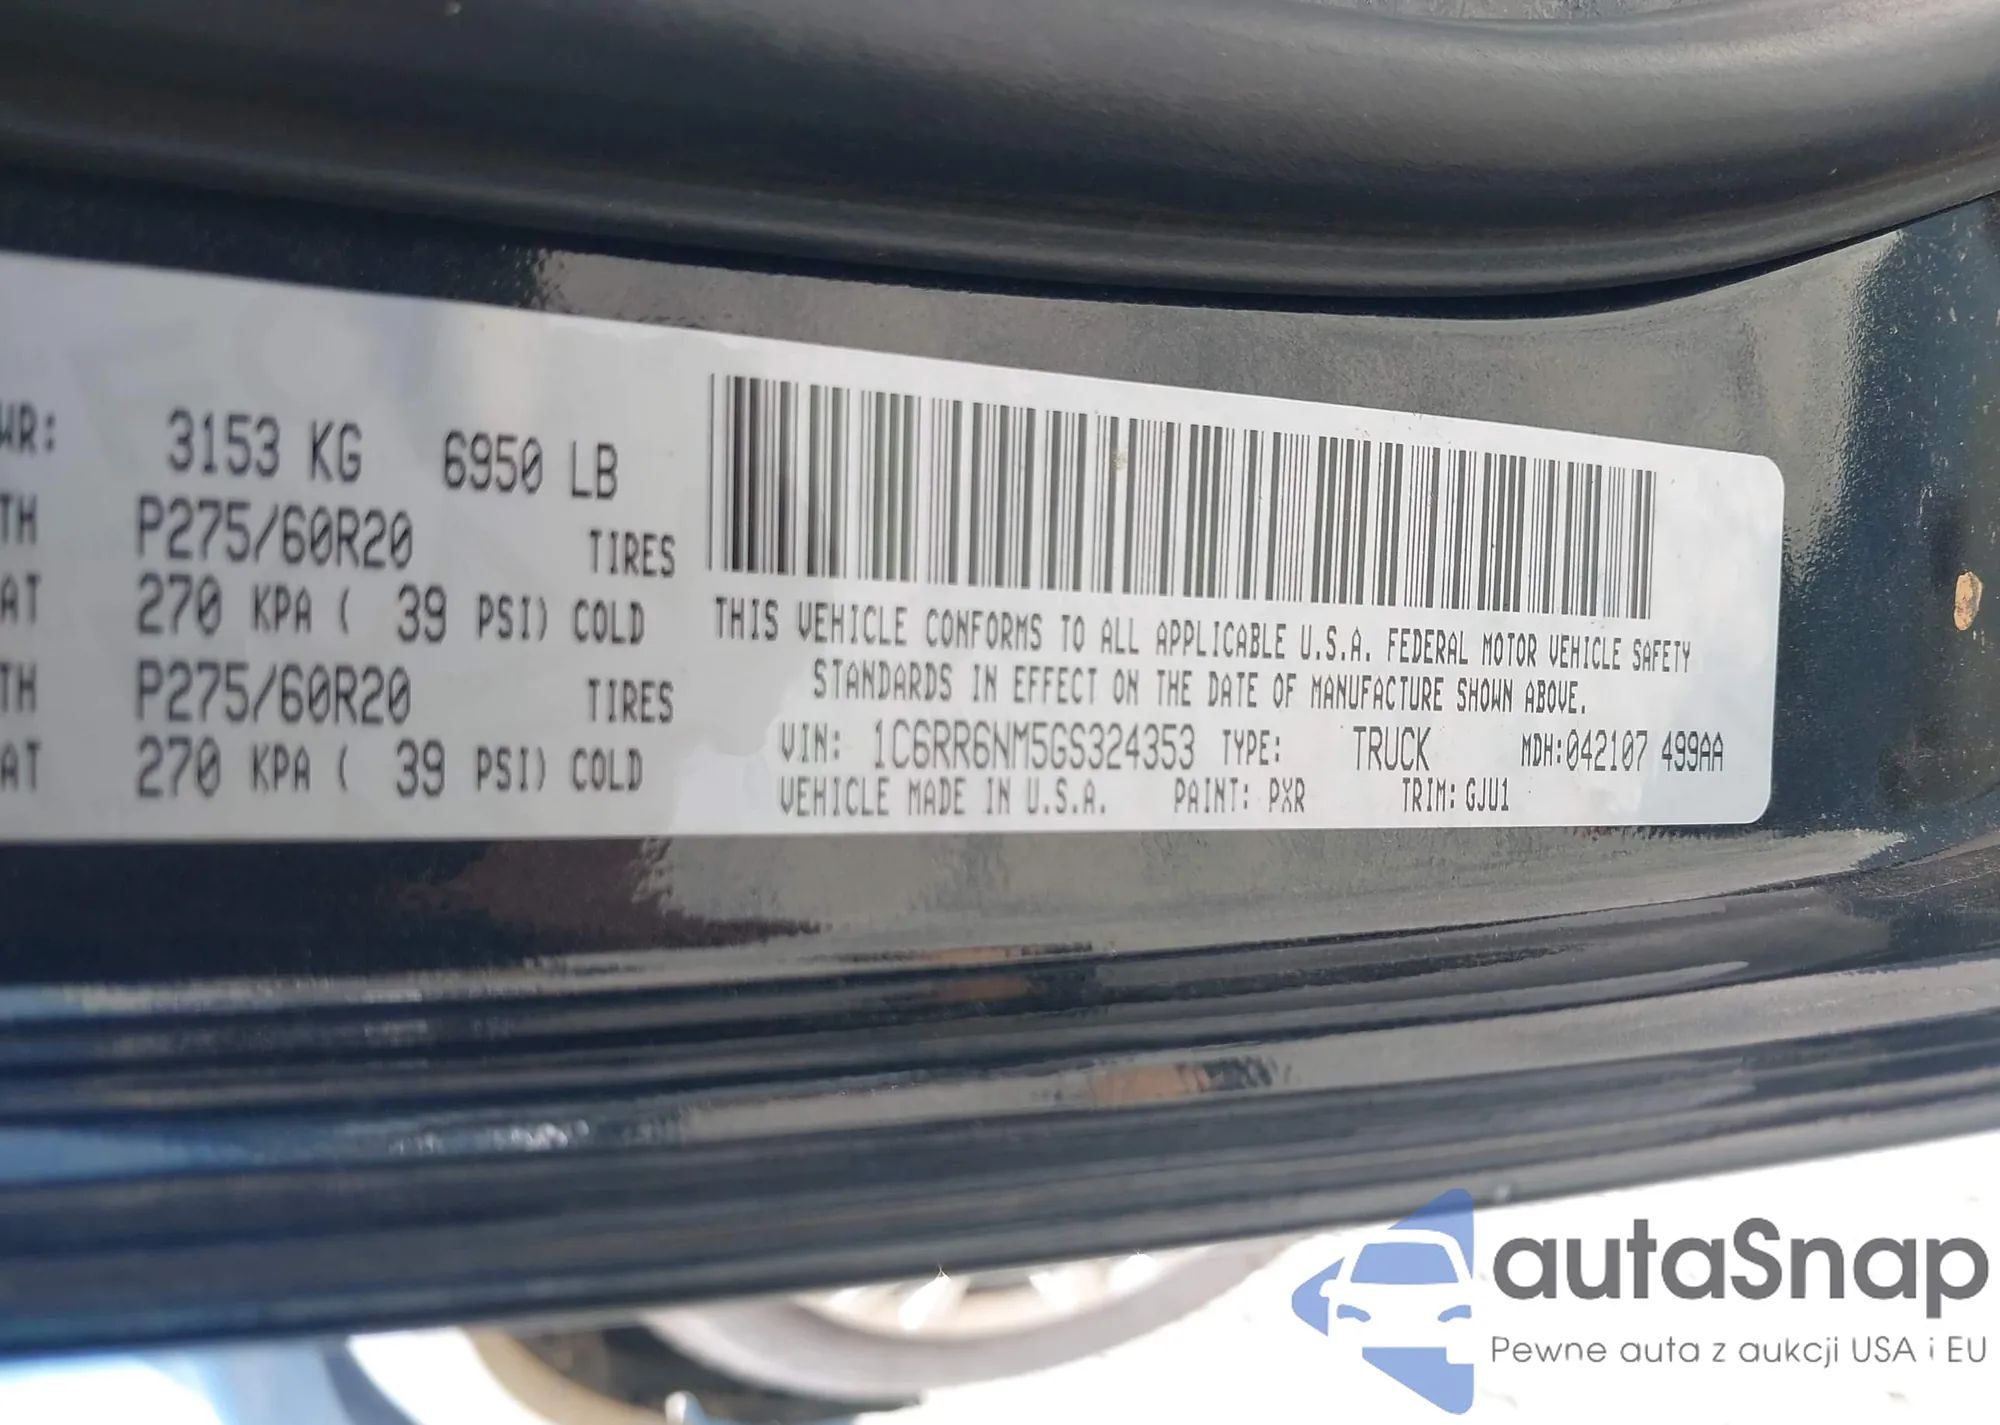 WR: 3153 KG 6950 LB
TH P275/60R20 TIRES
AT 270 KPA ( 39 PSI) COLD
TH P275/60R20 TIRES
AT 270 KPA ( 39 PSI) COLD
THIS VEHICLE CONFORMS TO ALL APPLICABLE U.S.A. FEDERAL MOTOR VEHICLE SAFETY
STANDARDS IN EFFECT ON THE DATE OF MANUFACTURE SHOWN ABOVE.
VIN: 1C6RR6NM5GS324353 TYPE: TRUCK MDH:042107 499AA
VEHICLE MADE IN U.S.A. PAINT: PXR TRIM: GJU1
autaSnap
Pewne auta z aukcji USA i EU